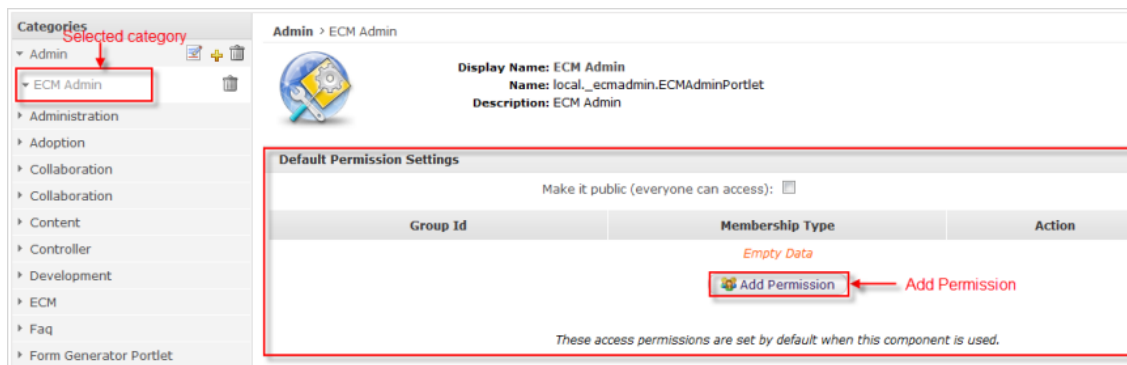 Categories
Selected category
Admin
ECM Admin
Administration
Adoption
Collaboration
Collaboration
Content
Controller
Development
ECM
Faq
Form Generator Portlet
Admin > ECM Admin
Display Name: ECM Admin
Name: local._ecmadmin.ECMAdminPortlet
Description: ECM Admin
Default Permission Settings
Make it public (everyone can access):
Group Id Membership Type Action
Empty Data
Add Permission Add Permission
These access permissions are set by default when this component is used.